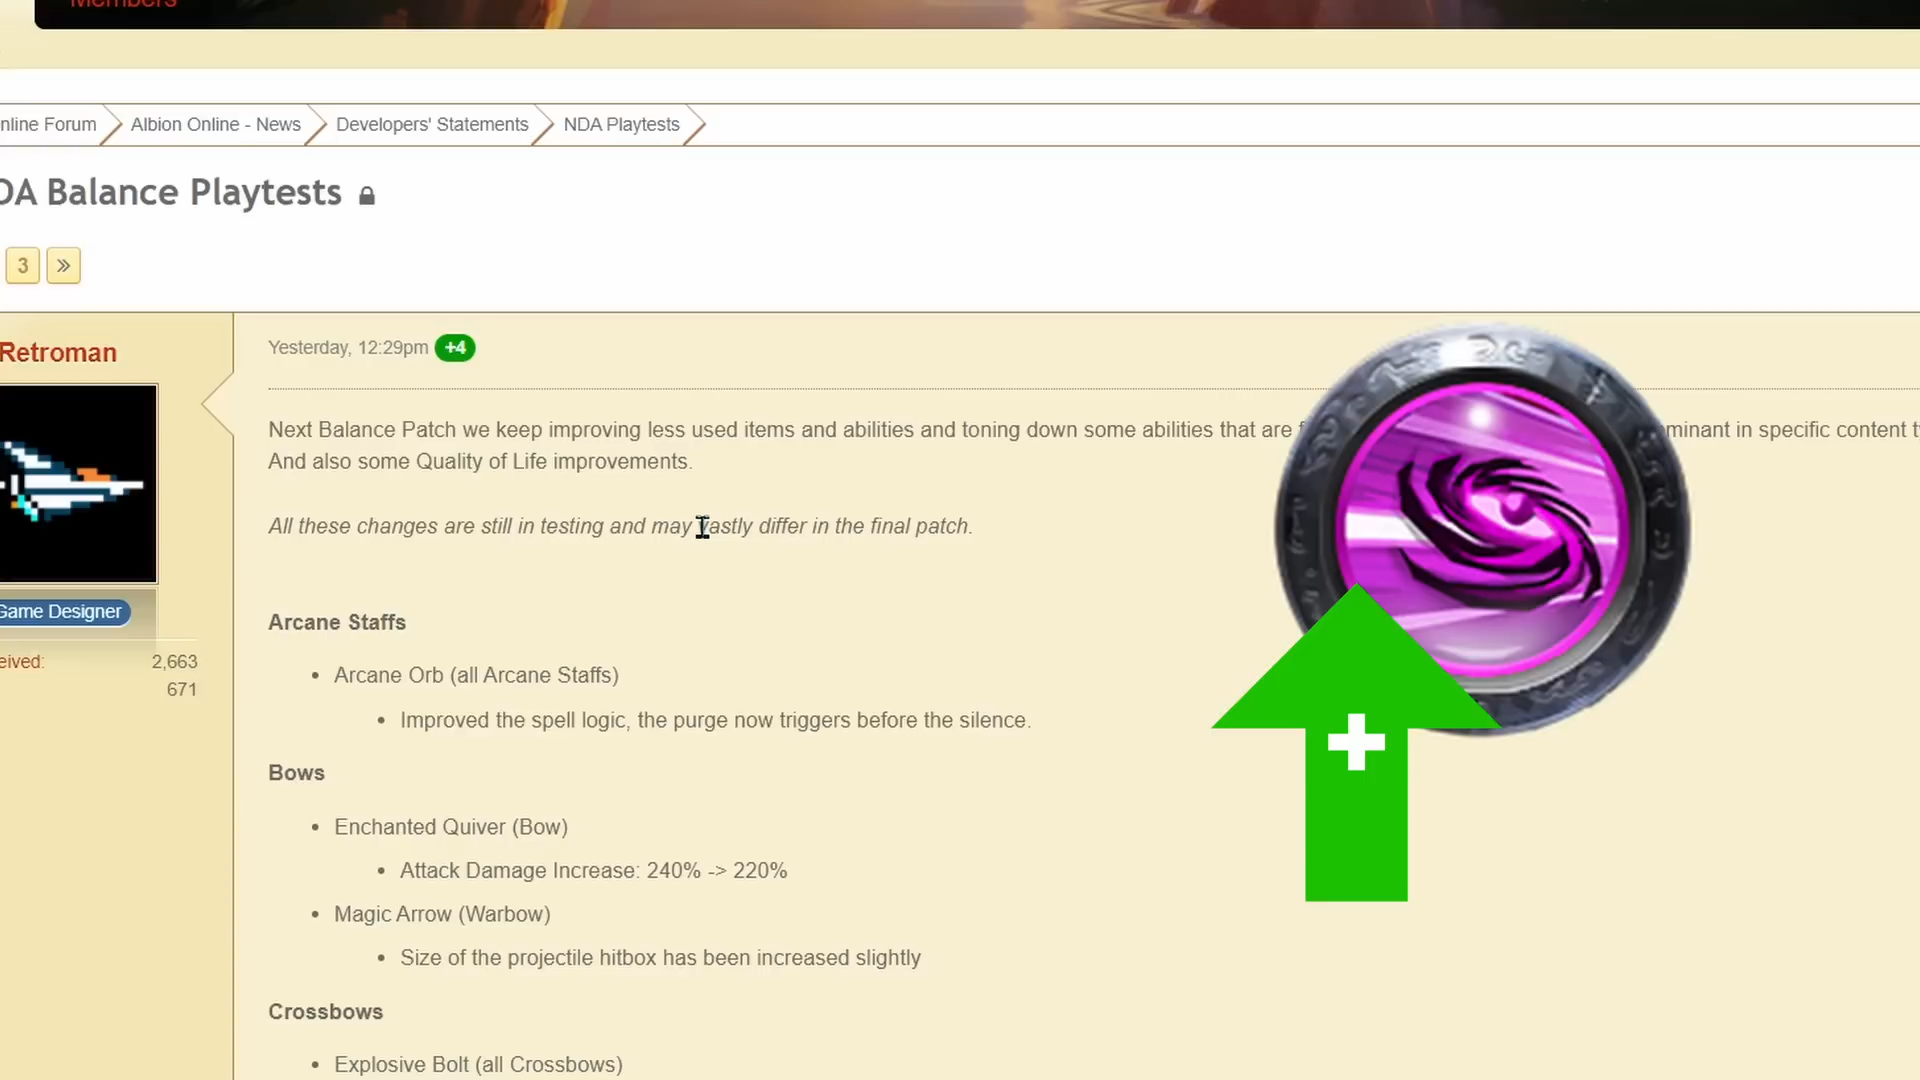 Members
nline Forum Albion Online - News Developers' Statements NDA Playtests
DA Balance Playtests
3 »
Retroman
Game Designer
eived: 2,663
671
Yesterday, 12:29pm +4
Next Balance Patch we keep improving less used items and abilities and toning down some abilities that are f minant in specific content t
And also some Quality of Life improvements.
All these changes are still in testing and may vastly differ in the final patch.
Arcane Staffs
• Arcane Orb (all Arcane Staffs)
• Improved the spell logic, the purge now triggers before the silence.
Bows
• Enchanted Quiver (Bow)
• Attack Damage Increase: 240% -> 220%
• Magic Arrow (Warbow)
• Size of the projectile hitbox has been increased slightly
Crossbows
• Explosive Bolt (all Crossbows)